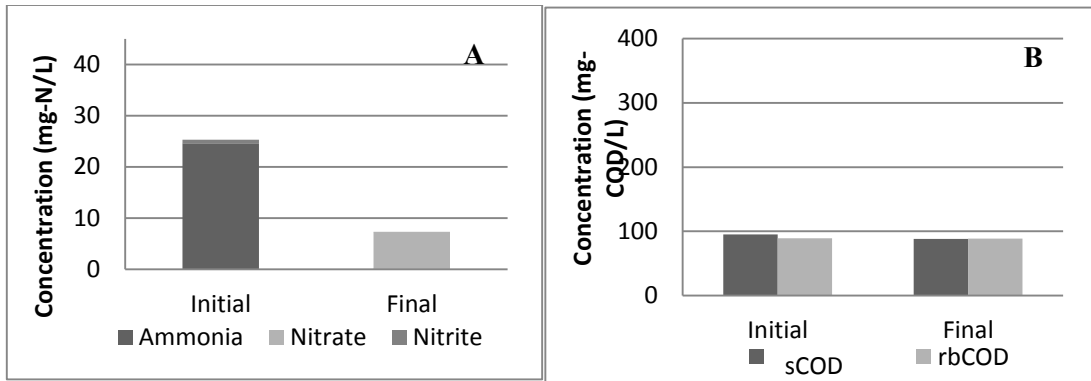 A
Concentration (mg-N/L)
40
30
20
10
0
Initial Final
Ammonia Nitrate Nitrite
B
Concentration (mg-
COD/L)
400
300
200
100
0
Initial Final
sCOD rbCOD